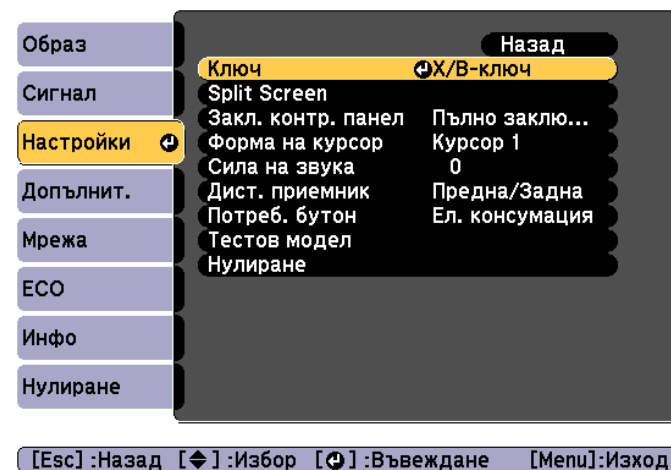 Образ
Сигнал
Настройки
Допълнит.
Мрежа
ECO
Инфо
Нулиране
Назад
Ключ Х/В-ключ
Split Screen
Закл. контр. панел Пълно заклю...
Форма на курсор Курсор 1
Сила на звука 0
Дист. приемник Предна/Задна
Потреб. бутон Ел. консумация
Тестов модел
Нулиране
[Esc] :Назад [◆] :Избор [⏎] :Въвеждане [Menu]:Изход